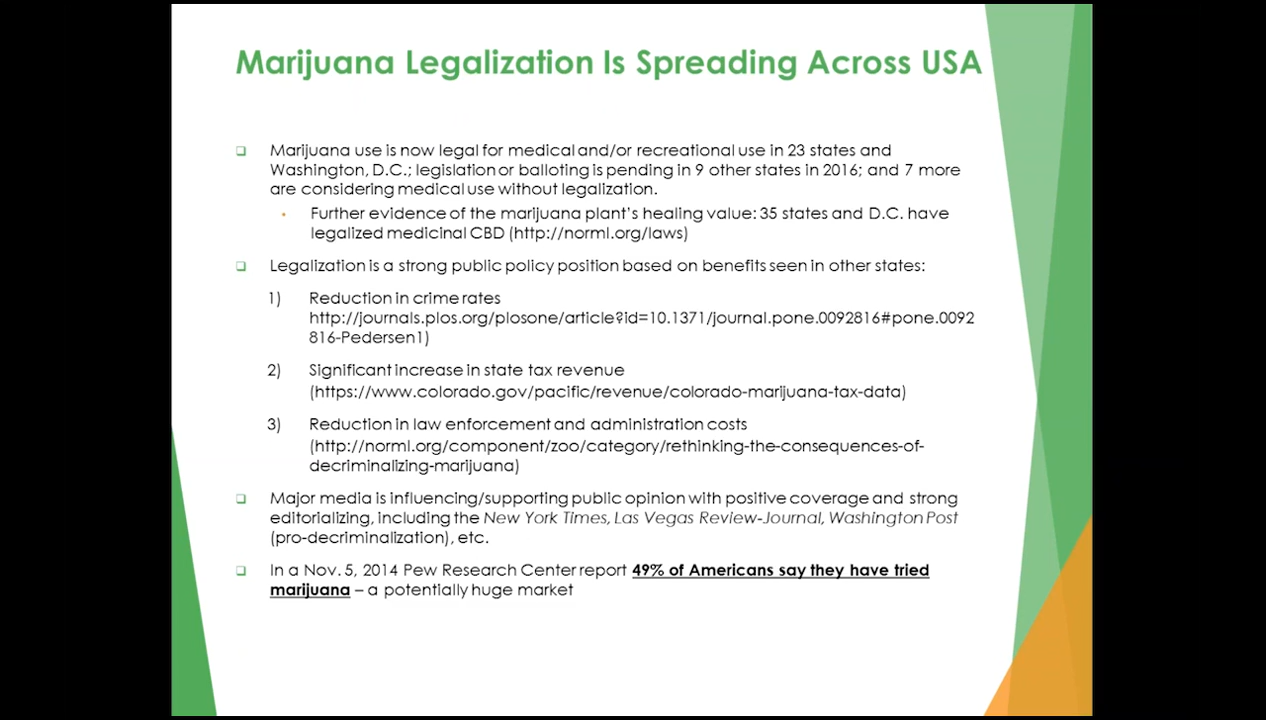 Marijuana Legalization Is Spreading Across USA
❑ Marijuana use is now legal for medical and/or recreational use in 23 states and
Washington, D.C.; legislation or balloting is pending in 9 other states in 2016; and 7 more
are considering medical use without legalization.
• Further evidence of the marijuana plant's healing value: 35 states and D.C. have
legalized medicinal CBD (http://norml.org/laws)
❑ Legalization is a strong public policy position based on benefits seen in other states:
1) Reduction in crime rates
http://journals.plos.org/plosone/article?id=10.1371/journal.pone.0092816#pone.0092
816-Pedersen1)
2) Significant increase in state tax revenue
(https://www.colorado.gov/pacific/revenue/colorado-marijuana-tax-data)
3) Reduction in law enforcement and administration costs
(http://norml.org/component/zoo/category/rethinking-the-consequences-of-
decriminalizing-marijuana)
❑ Major media is influencing/supporting public opinion with positive coverage and strong
editorializing, including the New York Times, Las Vegas Review-Journal, Washington Post
(pro-decriminalization), etc.
❑ In a Nov. 5, 2014 Pew Research Center report 49% of Americans say they have tried
marijuana – a potentially huge market